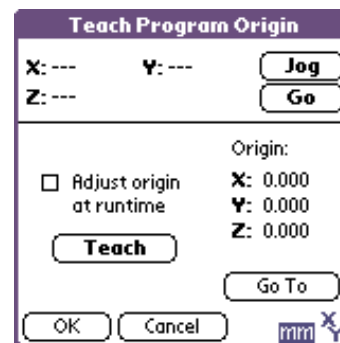 Teach Program Origin
X: --- Y: --- Jog
Z: --- Go
Origin:
Adjust origin at runtime
X: 0.000
Y: 0.000
Z: 0.000
Teach
Go To
OK Cancel mm X Y